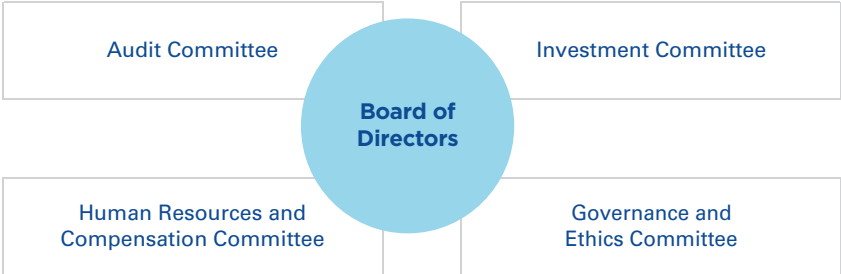 Audit Committee
Investment Committee
Board of
Directors
Human Resources and
Compensation Committee
Governance and
Ethics Committee